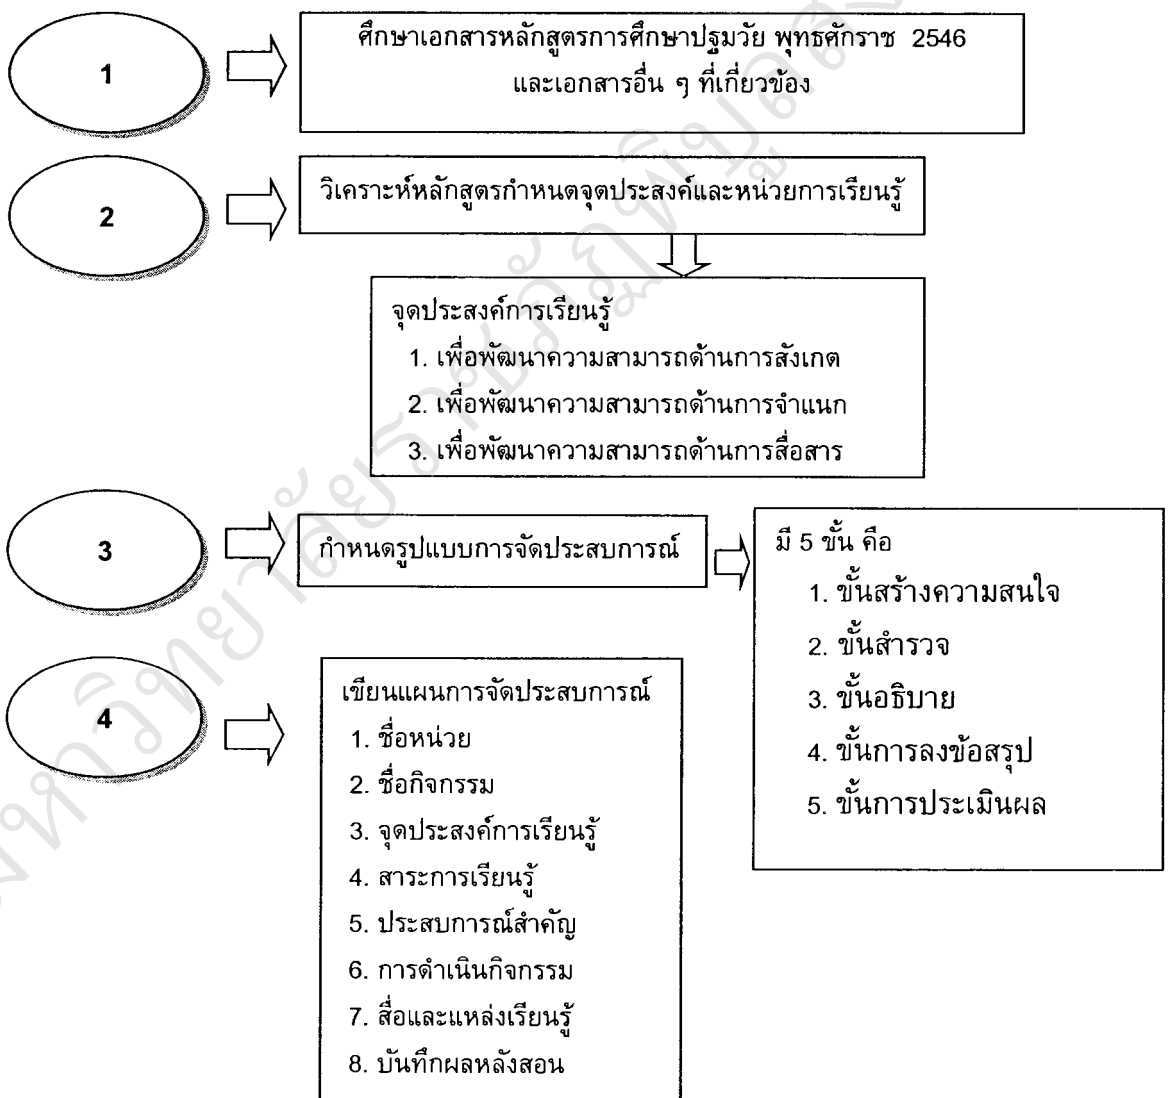 1
ศึกษาเอกสารหลักสูตรการศึกษาปฐมวัย พุทธศักราช 2546
และเอกสารอื่น ๆ ที่เกี่ยวข้อง
2
วิเคราะห์หลักสูตรกำหนดจุดประสงค์และหน่วยการเรียนรู้
จุดประสงค์การเรียนรู้
1. เพื่อพัฒนาความสามารถด้านการสังเกต
2. เพื่อพัฒนาความสามารถด้านการจำแนก
3. เพื่อพัฒนาความสามารถด้านการสื่อสาร
3
กำหนดรูปแบบการจัดประสบการณ์
มี 5 ขั้น คือ
1. ขั้นสร้างความสนใจ
2. ขั้นสำรวจ
3. ขั้นอธิบาย
4. ขั้นการลงข้อสรุป
5. ขั้นการประเมินผล
4
เขียนแผนการจัดประสบการณ์
1. ชื่อหน่วย
2. ชื่อกิจกรรม
3. จุดประสงค์การเรียนรู้
4. สาระการเรียนรู้
5. ประสบการณ์สำคัญ
6. การดำเนินกิจกรรม
7. สื่อและแหล่งเรียนรู้
8. บันทึกผลหลังสอน